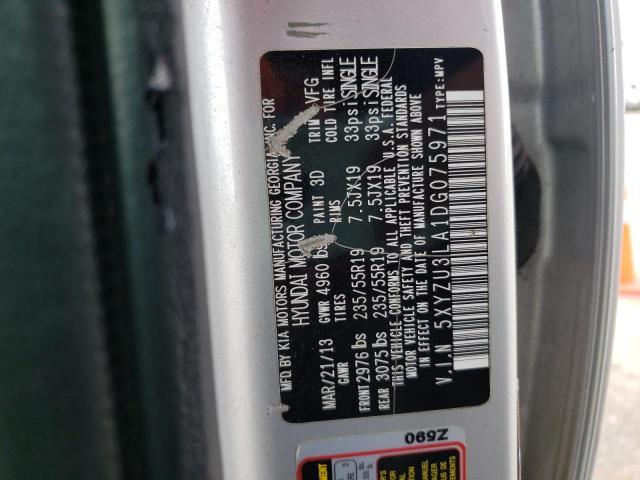 MFD. BY KIA MOTORS MANUFACTURING GEORGIA, INC. FOR
HYUNDAI MOTOR COMPANY
MAR/21/13 GVWR 4960 lbs PAINT 3D TRIM VFG
GAWR TIRES RIMS COLD TIRE INFL
FRONT 2976 lbs 235/55R19 7.5JX19 33psi SINGLE
REAR 3075 lbs 235/55R19 7.5JX19 33psi SINGLE
THIS VEHICLE CONFORMS TO ALL APPLICABLE U.S.A. FEDERAL
MOTOR VEHICLE SAFETY AND THEFT PREVENTION STANDARDS
IN EFFECT ON THE DATE OF MANUFACTURE SHOWN ABOVE
V.I.N 5XYZU3LA1DG075971 TYPE: MPV
Z590